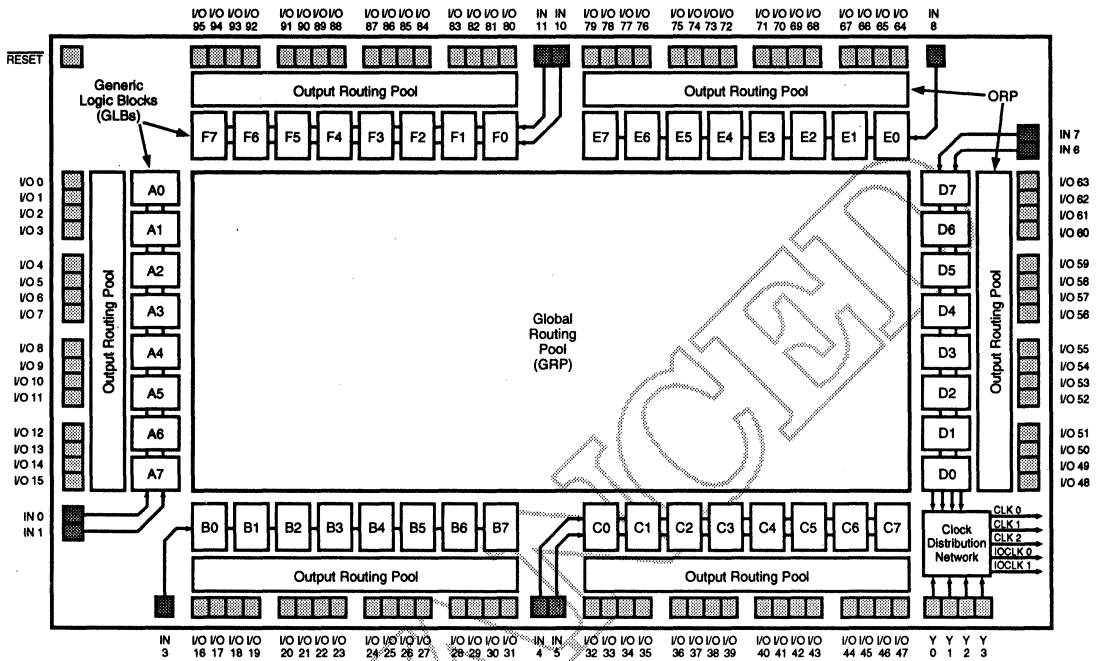 I/O I/O I/O I/O I/O I/O I/O I/O I/O I/O I/O I/O I/O I/O I/O I/O IN IN I/O I/O I/O I/O I/O I/O I/O I/O I/O I/O I/O I/O I/O I/O I/O I/O IN
95 94 93 92 91 90 89 88 87 86 85 84 83 82 81 80 11 10 79 78 77 76 75 74 73 72 71 70 69 68 67 66 65 64 8
RESET
Generic
Logic Blocks
(GLBs)
Output Routing Pool
Output Routing Pool
ORP
F7 F6 F5 F4 F3 F2 F1 F0
E7 E6 E5 E4 E3 E2 E1 E0
IN 7
IN 6
I/O 0
I/O 1
I/O 2
I/O 3
I/O 4
I/O 5
I/O 6
I/O 7
I/O 8
I/O 9
I/O 10
I/O 11
I/O 12
I/O 13
I/O 14
I/O 15
IN 0
IN 1
Output Routing Pool
A0
A1
A2
A3
A4
A5
A6
A7
Global
Routing
Pool
(GRP)
D7
D6
D5
D4
D3
D2
D1
D0
Output Routing Pool
I/O 63
I/O 62
I/O 61
I/O 60
I/O 59
I/O 58
I/O 57
I/O 56
I/O 55
I/O 54
I/O 53
I/O 52
I/O 51
I/O 50
I/O 49
I/O 48
B0 B1 B2 B3 B4 B5 B6 B7
C0 C1 C2 C3 C4 C5 C6 C7
Clock
Distribution
Network
CLK 0
CLK 1
CLK 2
IOCLK 0
IOCLK 1
Output Routing Pool
Output Routing Pool
IN I/O I/O I/O I/O I/O I/O I/O I/O I/O I/O I/O I/O I/O I/O I/O I/O IN IN I/O I/O I/O I/O I/O I/O I/O I/O I/O I/O I/O I/O I/O I/O I/O I/O Y Y Y Y
3 16 17 18 19 20 21 22 23 24 25 26 27 28 29 30 31 4 5 32 33 34 35 36 37 38 39 40 41 42 43 44 45 46 47 0 1 2 3